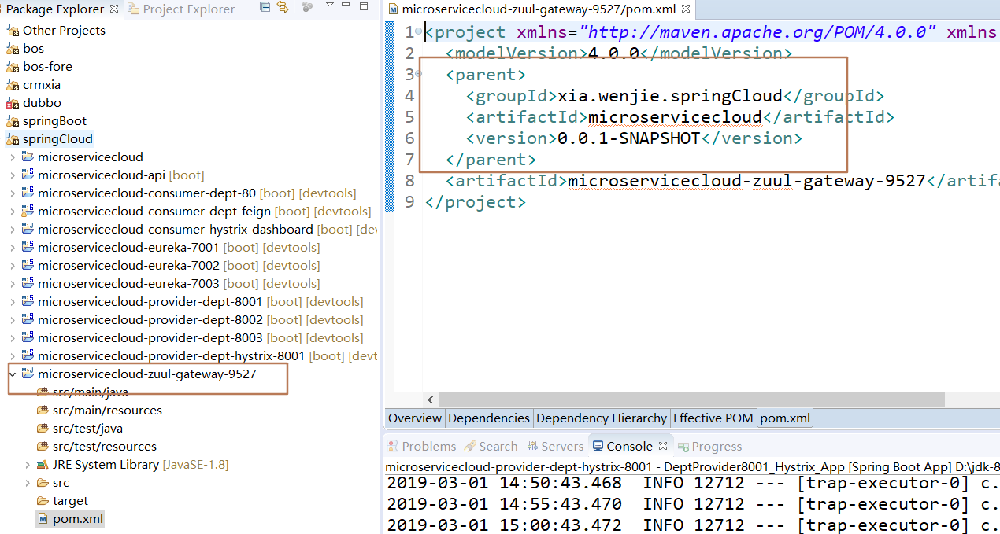 Package Explorer
Project Explorer
Other Projects
bos
bos-fore
crmxia
dubbo
springBoot
springCloud
microservicecloud
microservicecloud-api [boot]
microservicecloud-consumer-dept-80 [boot] [devtools]
microservicecloud-consumer-dept-feign [boot] [devtools]
microservicecloud-consumer-hystrix-dashboard [boot] [dev
microservicecloud-eureka-7001 [boot] [devtools]
microservicecloud-eureka-7002 [boot] [devtools]
microservicecloud-eureka-7003 [boot] [devtools]
microservicecloud-provider-dept-8001 [boot] [devtools]
microservicecloud-provider-dept-8002 [boot] [devtools]
microservicecloud-provider-dept-8003 [boot] [devtools]
microservicecloud-provider-dept-hystrix-8001 [boot] [devt
microservicecloud-zuul-gateway-9527
src/main/java
src/main/resources
src/test/java
src/test/resources
JRE System Library [JavaSE-1.8]
src
target
pom.xml
microservicecloud-zuul-gateway-9527/pom.xml
1 <project xmlns="http://maven.apache.org/POM/4.0.0" xmlns
2 <modelVersion>4.0.0</modelVersion>
3 <parent>
4 <groupId>xia.wenjie.springCloud</groupId>
5 <artifactId>microservicecloud</artifactId>
6 <version>0.0.1-SNAPSHOT</version>
7 </parent>
8 <artifactId>microservicecloud-zuul-gateway-9527</artifa
9 </project>
Overview Dependencies Dependency Hierarchy Effective POM pom.xml
Problems Search Servers Console Progress
microservicecloud-provider-dept-hystrix-8001 - DeptProvider8001_Hystrix_App [Spring Boot App] D:\jdk-8
2019-03-01 14:50:43.468 INFO 12712 --- [trap-executor-0] c.
2019-03-01 14:55:43.470 INFO 12712 --- [trap-executor-0] c.
2019-03-01 15:00:43.472 INFO 12712 --- [trap-executor-0] c.